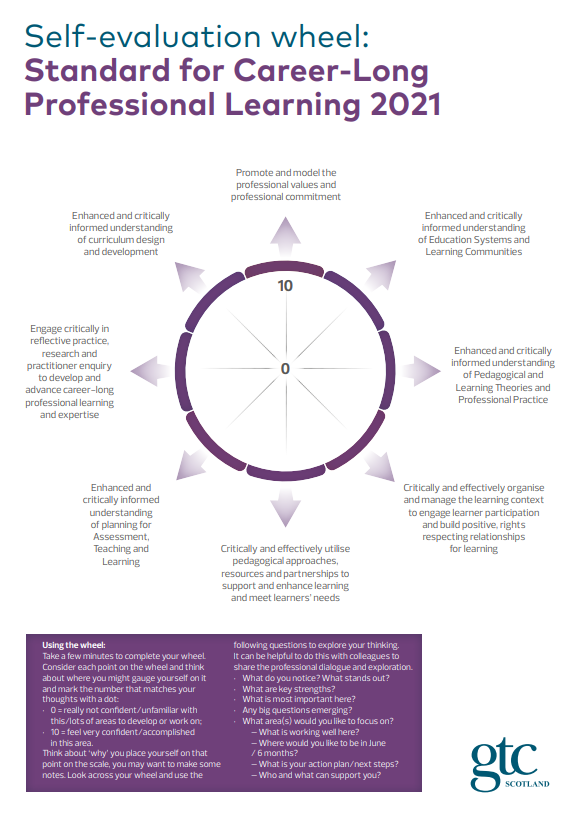 Self-evaluation wheel:
Standard for Career-Long
Professional Learning 2021
Promote and model the
professional values and
professional commitment
Enhanced and critically
informed understanding
of Education Systems and
Learning Communities
Enhanced and critically
informed understanding
of Pedagogical and
Learning Theories and
Professional Practice
Critically and effectively organise
and manage the learning context
to engage learner participation
and build positive, rights
respecting relationships
for learning
Critically and effectively utilise
pedagogical approaches,
resources and partnerships to
support and enhance learning
and meet learners' needs
Enhanced and
critically informed
understanding
of planning for
Assessment,
Teaching and
Learning
Engage critically in
reflective practice,
research and
practitioner enquiry
to develop and
advance career-long
professional learning
and expertise
Enhanced and critically
informed understanding
of curriculum design
and development
10
0
Using the wheel:
Take a few minutes to complete your wheel.
Consider each point on the wheel and think
about where you might gauge yourself on it
and mark the number that matches your
thoughts with a dot:
· 0 = really not confident/unfamiliar with
this/lots of areas to develop or work on;
· 10 = feel very confident/accomplished
in this area.
Think about 'why' you place yourself on that
point on the scale, you may want to make some
notes. Look across your wheel and use the
following questions to explore your thinking.
It can be helpful to do this with colleagues to
share the professional dialogue and exploration.
· What do you notice? What stands out?
· What are key strengths?
· What is most important here?
· Any big questions emerging?
· What area(s) would you like to focus on?
– What is working well here?
– Where would you like to be in June
/ 6 months?
– What is your action plan/next steps?
– Who and what can support you?
gtc
SCOTLAND